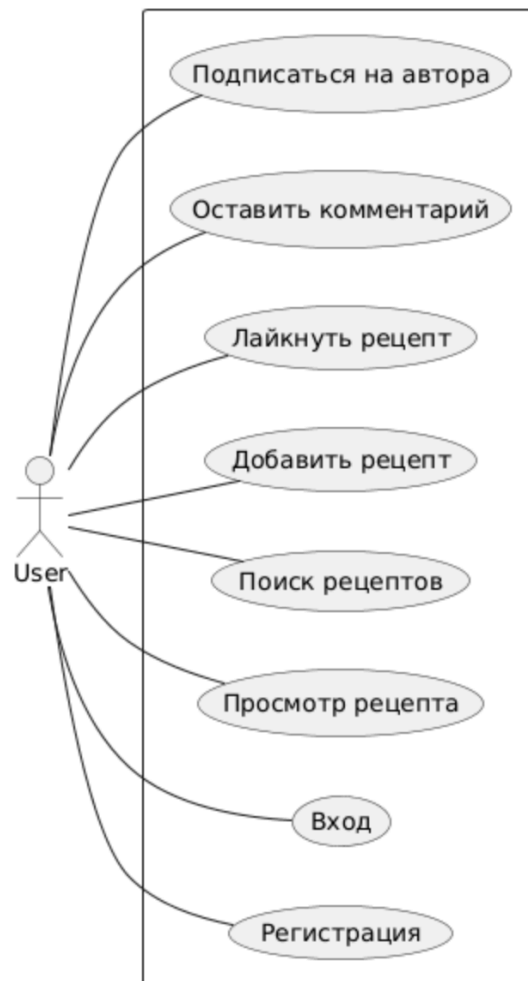 Подписаться на автора
Оставить комментарий
Лайкнуть рецепт
Добавить рецепт
User
Поиск рецептов
Просмотр рецепта
Вход
Регистрация